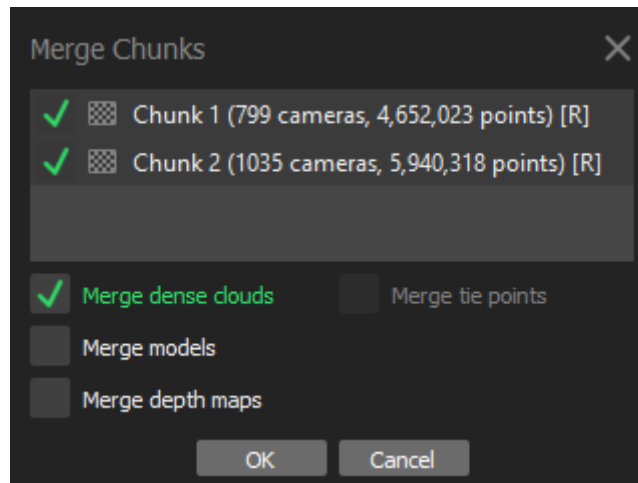 Merge Chunks
Chunk 1 (799 cameras, 4,652,023 points) [R]
Chunk 2 (1035 cameras, 5,940,318 points) [R]
Merge dense clouds Merge tie points
Merge models
Merge depth maps
OK Cancel